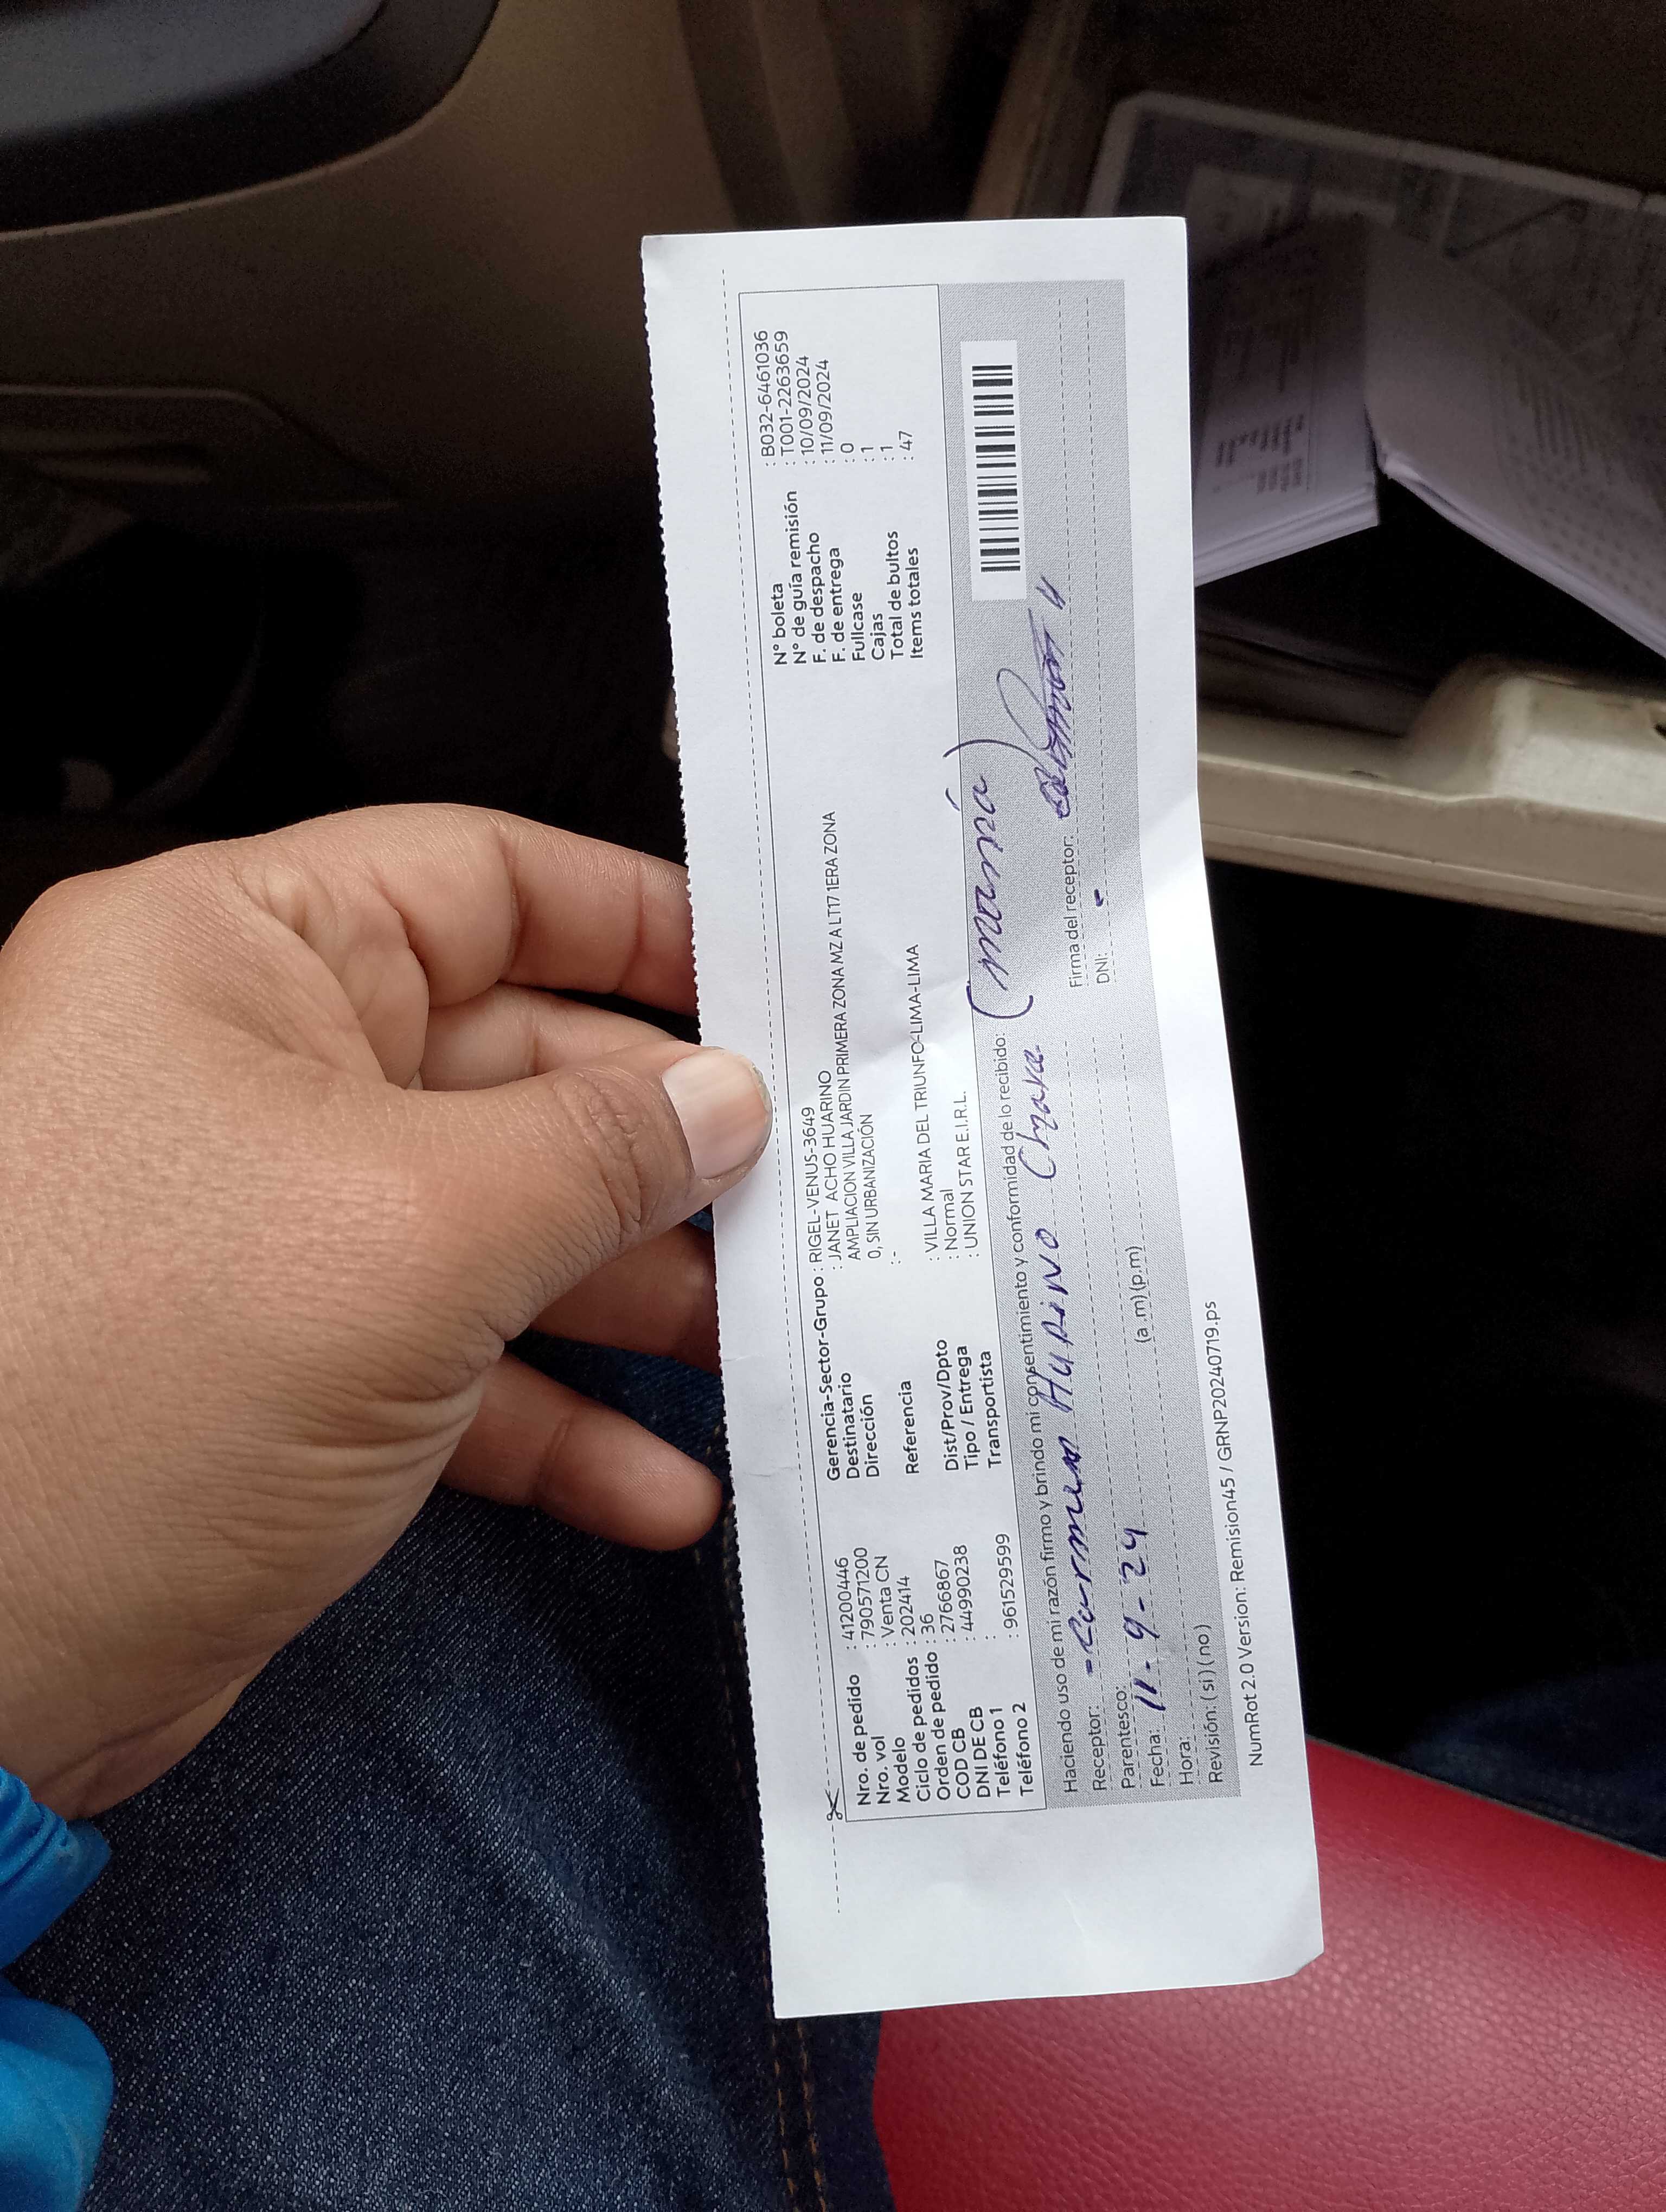 Nro. de pedido : 41200446
Nro. vol : 7905571200
Modelo : Venta CN
Ciclo de pedidos : 202414
Orden de pedido : 36
COD CB : 2766867
DNI DE CB : 44990238
Teléfono 1 :
Teléfono 2 : 961529599
Gerencia-Sector-Grupo : RIGEL-VENUS-3649
Destinatario : JANET ACHO HUARINO
Dirección AMPLIACION VILLA JARDIN PRIMERA ZONA MZ A LT17 1ERA ZONA
0, SIN URBANIZACIÓN
Referencia : -
Dist/Prov/Dpto : VILLA MARIA DEL TRIUNFO-LIMA-LIMA
Tipo / Entrega : Normal
Transportista : UNION STAR E.I.R.L.
N° boleta : B032-6461036
N° de guía remisión : T001-2263659
F. de despacho : 10/09/2024
F. de entrega : 11/09/2024
Fullcase : 0
Cajas : 1
Total de bultos : 1
Items totales : 47
Haciendo uso de mi razón firmo y brindo mi consentimiento y conformidad de lo recibido: (mamá)
Receptor: - Carmen Huarino Chara
Firma del receptor:
Parentesco:
DNI: -
Fecha: 11-9-24
Hora: (a.m) (p.m)
Revisión: ( si ) ( no )
NumRot 2.0 Version: Remision45 / GRNP20240719.ps